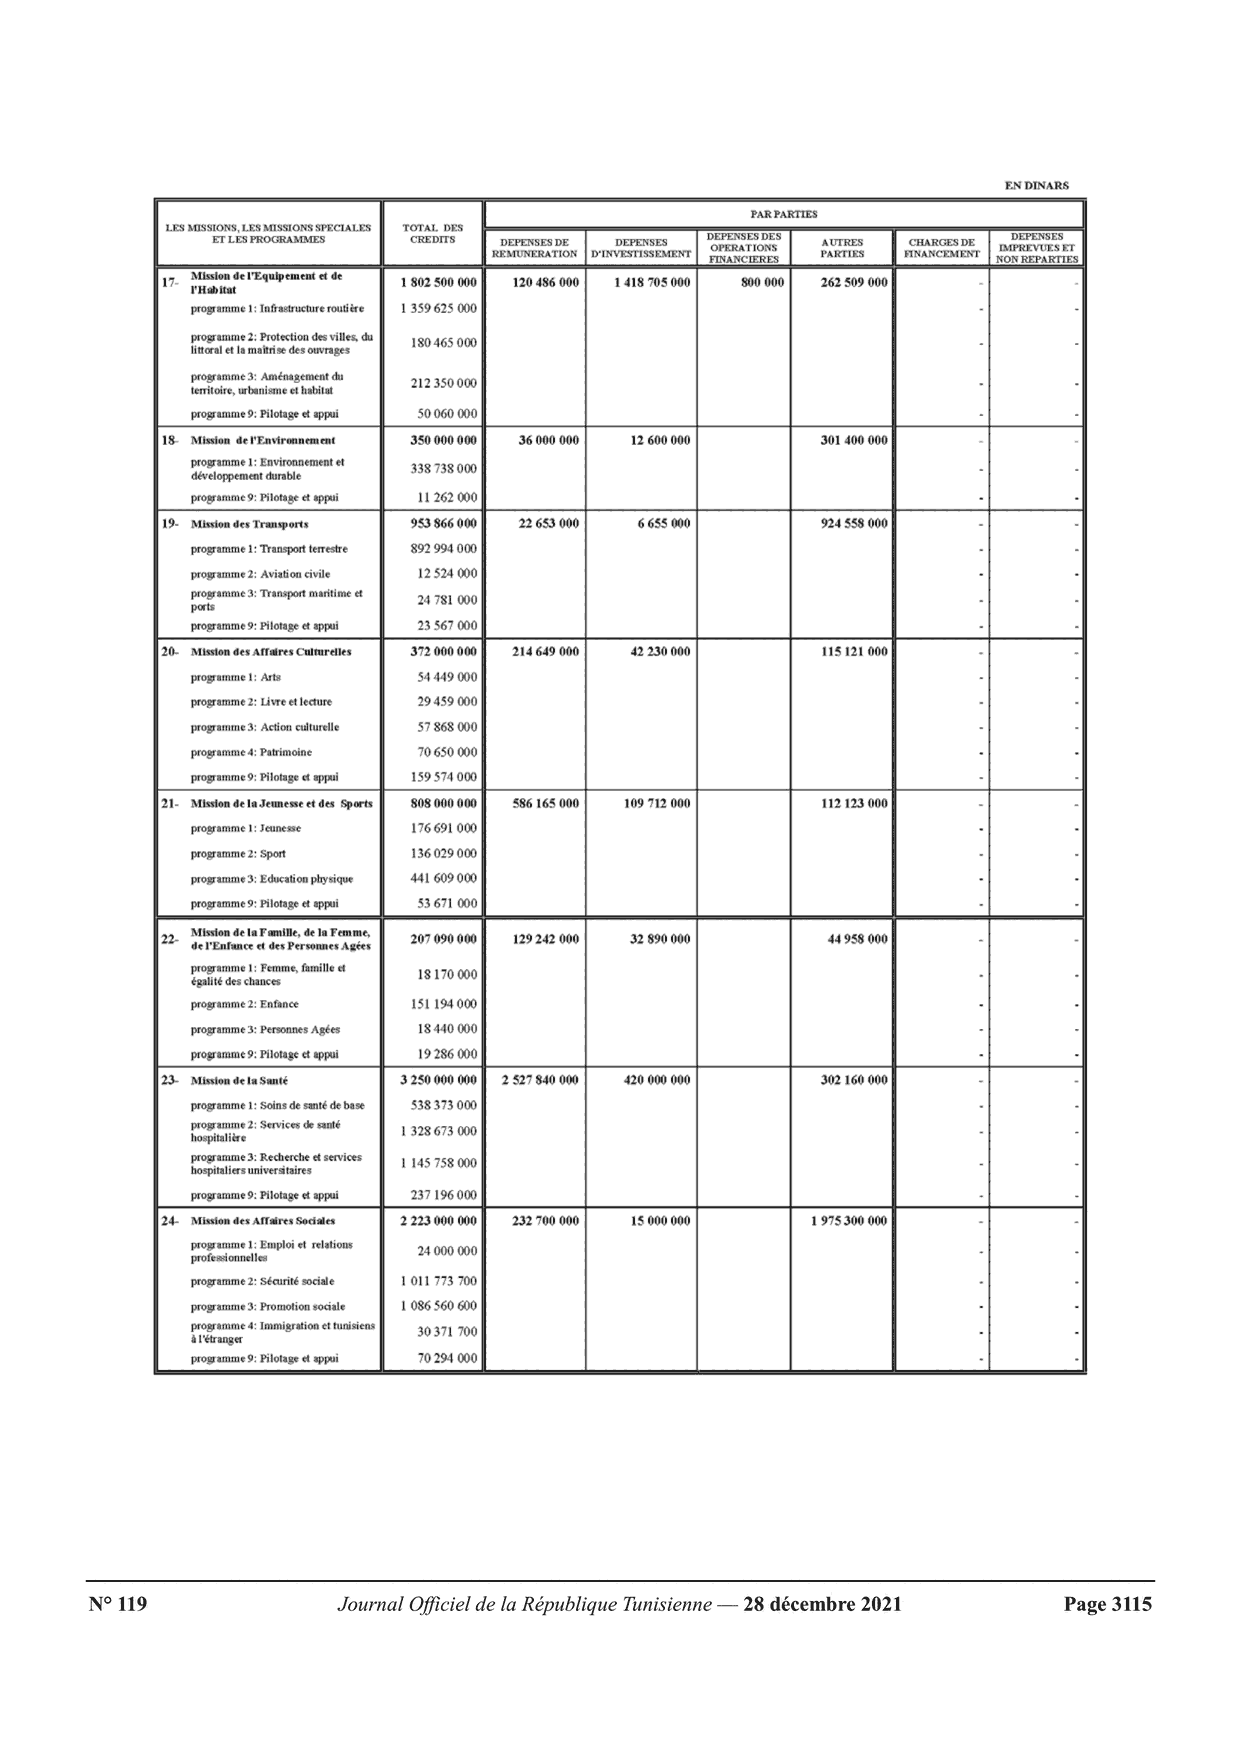 EN DINARS
LES MISSIONS, LES MISSIONS SPECIALES
ET LES PROGRAMMES
TOTAL DES
CREDITS
PAR PARTIES
DEPENSES DE
REMUNERATION
DEPENSES
D'INVESTISSEMENT
DEPENSES DES
OPERATIONS
FINANCIERES
AUTRES
PARTIES
CHARGES DE
FINANCEMENT
DEPENSES
IMPREVUES ET
NON REPARTIES
17- Mission de l'Equipement et de
l'Habitat 1 802 500 000 120 486 000 1 418 705 000 800 000 262 509 000 - -
programme 1: Infrastructure routière 1 359 625 000 - -
programme 2: Protection des villes, du
littoral et la maîtrise des ouvrages 180 465 000 - -
programme 3: Aménagement du
territoire, urbanisme et habitat 212 350 000 - -
programme 9: Pilotage et appui 50 060 000 - -
18- Mission de l'Environnement 350 000 000 36 000 000 12 600 000 301 400 000 - -
programme 1: Environnement et
développement durable 338 738 000 - -
programme 9: Pilotage et appui 11 262 000 - -
19- Mission des Transports 953 866 000 22 653 000 6 655 000 924 558 000 - -
programme 1: Transport terrestre 892 994 000 - -
programme 2: Aviation civile 12 524 000 - -
programme 3: Transport maritime et
ports 24 781 000 - -
programme 9: Pilotage et appui 23 567 000 - -
20- Mission des Affaires Culturelles 372 000 000 214 649 000 42 230 000 115 121 000 - -
programme 1: Arts 54 449 000 - -
programme 2: Livre et lecture 29 459 000 - -
programme 3: Action culturelle 57 868 000 - -
programme 4: Patrimoine 70 650 000 - -
programme 9: Pilotage et appui 159 574 000 - -
21- Mission de la Jeunesse et des Sports 808 000 000 586 165 000 109 712 000 112 123 000 - -
programme 1: Jeunesse 176 691 000 - -
programme 2: Sport 136 029 000 - -
programme 3: Education physique 441 609 000 - -
programme 9: Pilotage et appui 53 671 000 - -
22- Mission de la Famille, de la Femme,
de l'Enfance et des Personnes Agées 207 090 000 129 242 000 32 890 000 44 958 000 - -
programme 1: Femme, famille et
égalité des chances 18 170 000 - -
programme 2: Enfance 151 194 000 - -
programme 3: Personnes Agées 18 440 000 - -
programme 9: Pilotage et appui 19 286 000 - -
23- Mission de la Santé 3 250 000 000 2 527 840 000 420 000 000 302 160 000 - -
programme 1: Soins de santé de base 538 373 000 - -
programme 2: Services de santé
hospitalière 1 328 673 000 - -
programme 3: Recherche et services
hospitaliers universitaires 1 145 758 000 - -
programme 9: Pilotage et appui 237 196 000 - -
24- Mission des Affaires Sociales 2 223 000 000 232 700 000 15 000 000 1 975 300 000 - -
programme 1: Emploi et relations
professionnelles 24 000 000 - -
programme 2: Sécurité sociale 1 011 773 700 - -
programme 3: Promotion sociale 1 086 560 600 - -
programme 4: Immigration et tunisiens
à l'étranger 30 371 700 - -
programme 9: Pilotage et appui 70 294 000 - -
N° 119 Journal Officiel de la République Tunisienne — 28 décembre 2021 Page 3115